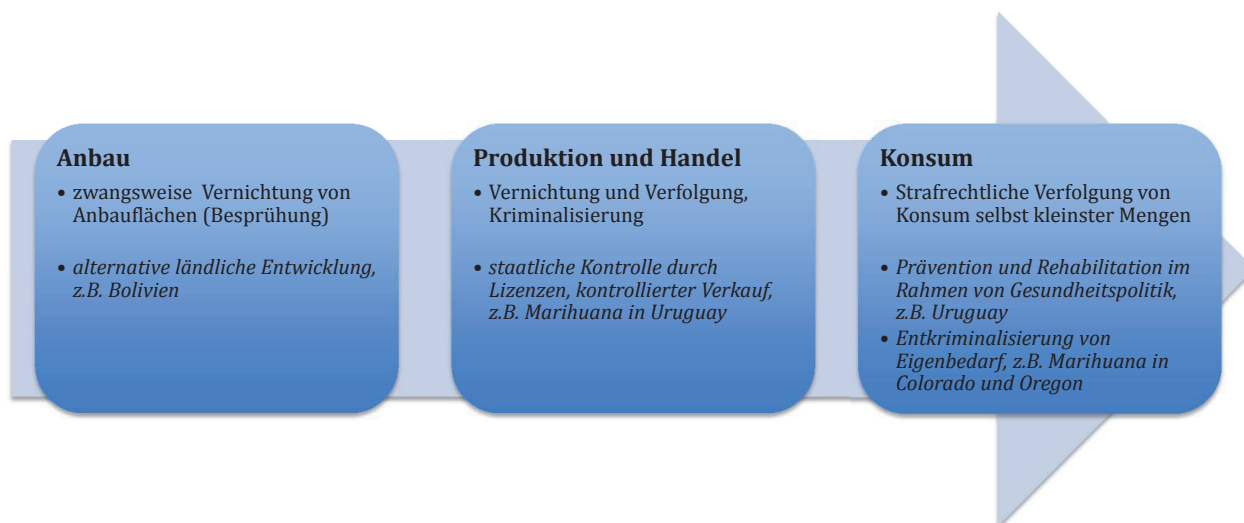 Anbau
• zwangsweise Vernichtung von
Anbauflächen (Besprühung)
• alternative ländliche Entwicklung,
z.B. Bolivien
Produktion und Handel
• Vernichtung und Verfolgung,
Kriminalisierung
• staatliche Kontrolle durch
Lizenzen, kontrollierter Verkauf,
z.B. Marihuana in Uruguay
Konsum
• Strafrechtliche Verfolgung von
Konsum selbst kleinster Mengen
• Prävention und Rehabilitation im
Rahmen von Gesundheitspolitik,
z.B. Uruguay
• Entkriminalisierung von
Eigenbedarf, z.B. Marihuana in
Colorado und Oregon